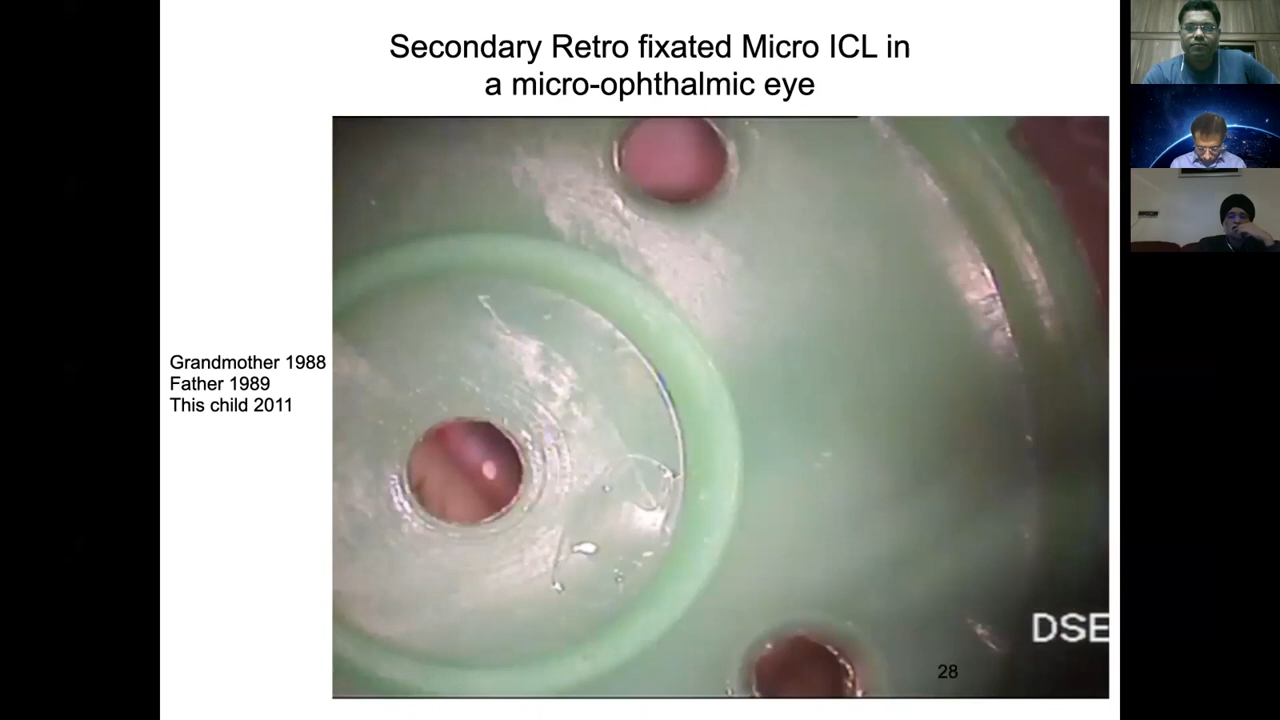 Secondary Retro fixated Micro ICL in
a micro-ophthalmic eye
Grandmother 1988
Father 1989
This child 2011
DSE
28